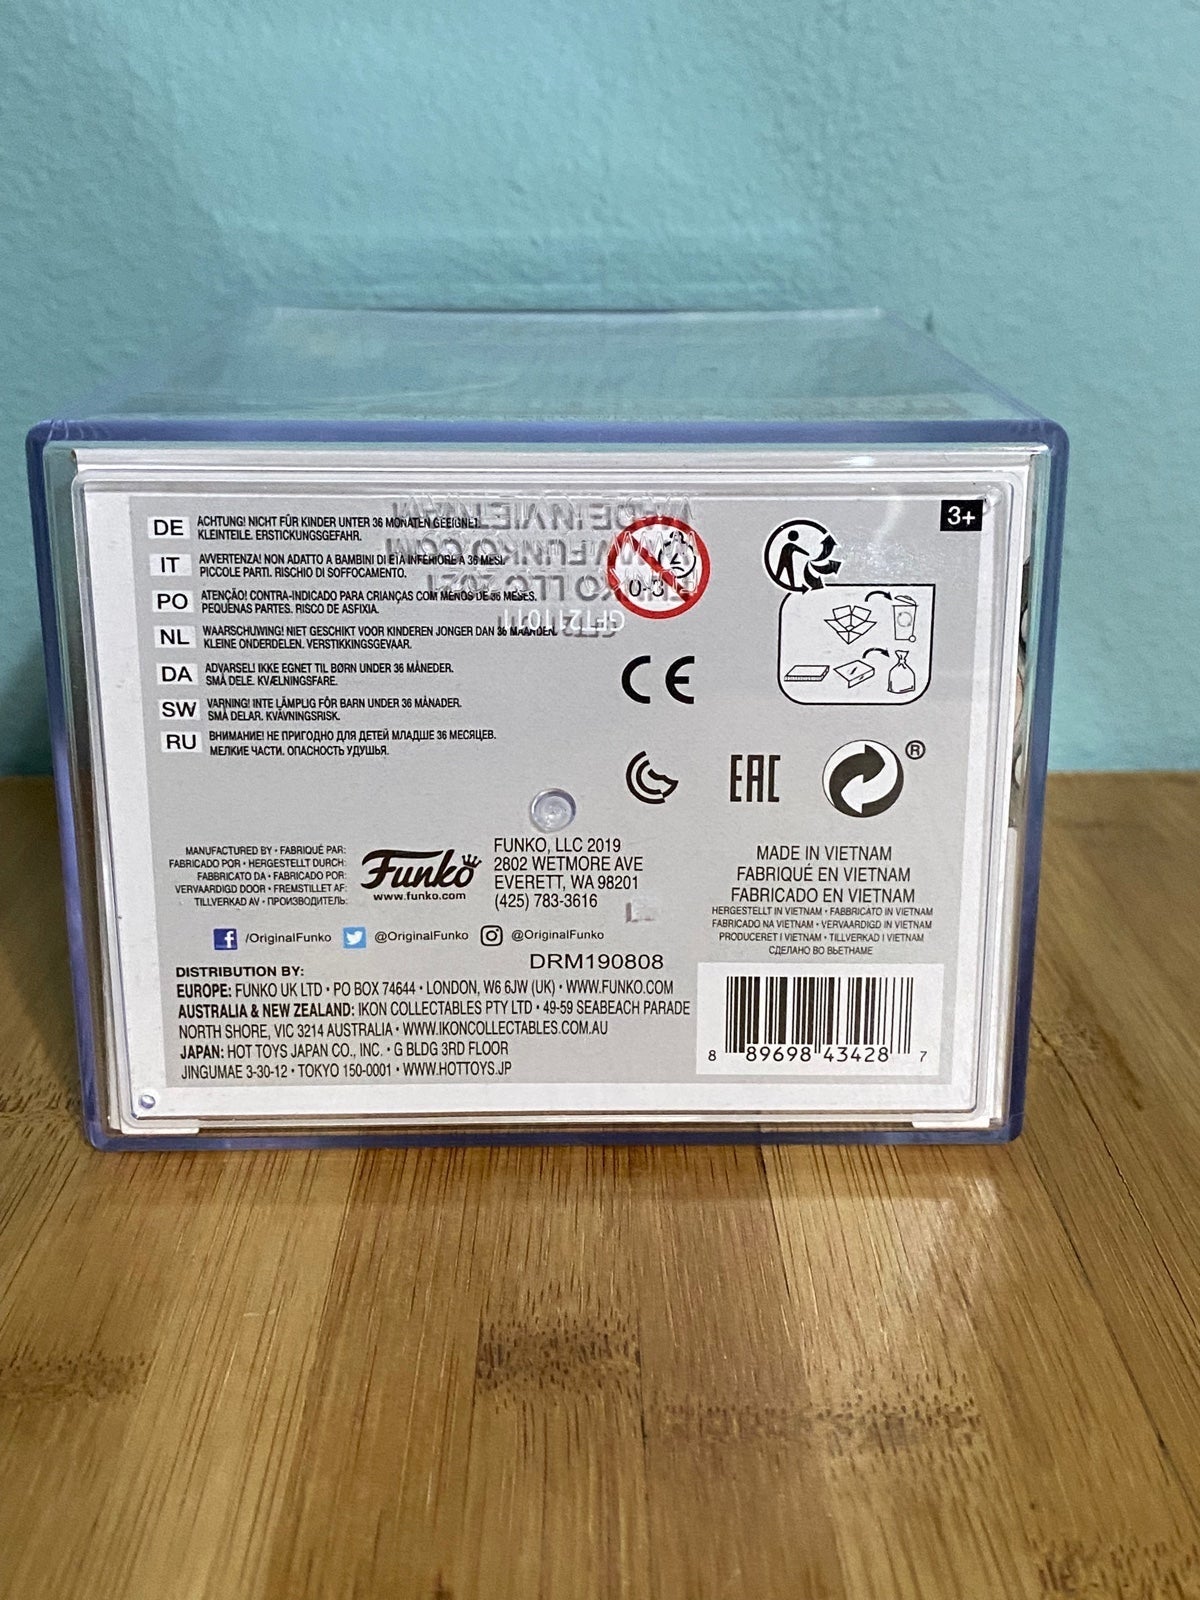 3+
DE ACHTUNG! NICHT FÜR KINDER UNTER 36 MONATEN GEEIGNET.
KLEINTEILE. ERSTICKUNGSGEFAHR.
IT AVVERTENZA! NON ADATTO A BAMBINI DI ETÀ INFERIORE A 36 MESI.
PICCOLE PARTI. RISCHIO DI SOFFOCAMENTO.
PO ATENÇÃO! CONTRA-INDICADO PARA CRIANÇAS COM MENOS DE 36 MESES.
PEQUENAS PARTES. RISCO DE ASFIXIA.
NL WAARSCHUWING! NIET GESCHIKT VOOR KINDEREN JONGER DAN 36 MAANDEN.
KLEINE ONDERDELEN. VERSTIKKINGSGEVAAR.
DA ADVARSEL! IKKE EGNET TIL BØRN UNDER 36 MÅNEDER.
SMÅ DELE. KVÆLNINGSFARE.
SW VARNING! INTE LÄMPLIG FÖR BARN UNDER 36 MÅNADER.
SMÅ DELAR. KVÄVNINGSRISK.
RU ВНИМАНИЕ! НЕ ПРИГОДНО ДЛЯ ДЕТЕЙ МЛАДШЕ 36 МЕСЯЦЕВ.
МЕЛКИЕ ЧАСТИ. ОПАСНОСТЬ УДУШЬЯ.
MADE IN VIETNAM
WWW.FUNKO.COM
FUNKO LLC 2021
GFT211011
0-3
CE
EAC
®
MANUFACTURED BY • FABRIQUÉ PAR:
FABRICADO POR • HERGESTELLT DURCH:
FABBRICATO DA • FABRICADO POR:
VERVAARDIGD DOOR • FREMSTILLET AF:
TILLVERKAD AV • ПРОИЗВОДИТЕЛЬ:
Funko
www.funko.com
FUNKO, LLC 2019
2802 WETMORE AVE
EVERETT, WA 98201
(425) 783-3616
/OriginalFunko @OriginalFunko @OriginalFunko
DRM190808
DISTRIBUTION BY:
EUROPE: FUNKO UK LTD • PO BOX 74644 • LONDON, W6 6JW (UK) • WWW.FUNKO.COM
AUSTRALIA & NEW ZEALAND: IKON COLLECTABLES PTY LTD • 49-59 SEABEACH PARADE
NORTH SHORE, VIC 3214 AUSTRALIA • WWW.IKONCOLLECTABLES.COM.AU
JAPAN: HOT TOYS JAPAN CO., INC. • G BLDG 3RD FLOOR
JINGUMAE 3-30-12 • TOKYO 150-0001 • WWW.HOTTOYS.JP
MADE IN VIETNAM
FABRIQUÉ EN VIETNAM
FABRICADO EN VIETNAM
HERGESTELLT IN VIETNAM • FABBRICATO IN VIETNAM
FABRICADO NA VIETNAM • VERVAARDIGD IN VIETNAM
PRODUCERET I VIETNAM • TILLVERKAD I VIETNAM
СДЕЛАНО ВО ВЬЕТНАМЕ
8 89698 43428 7